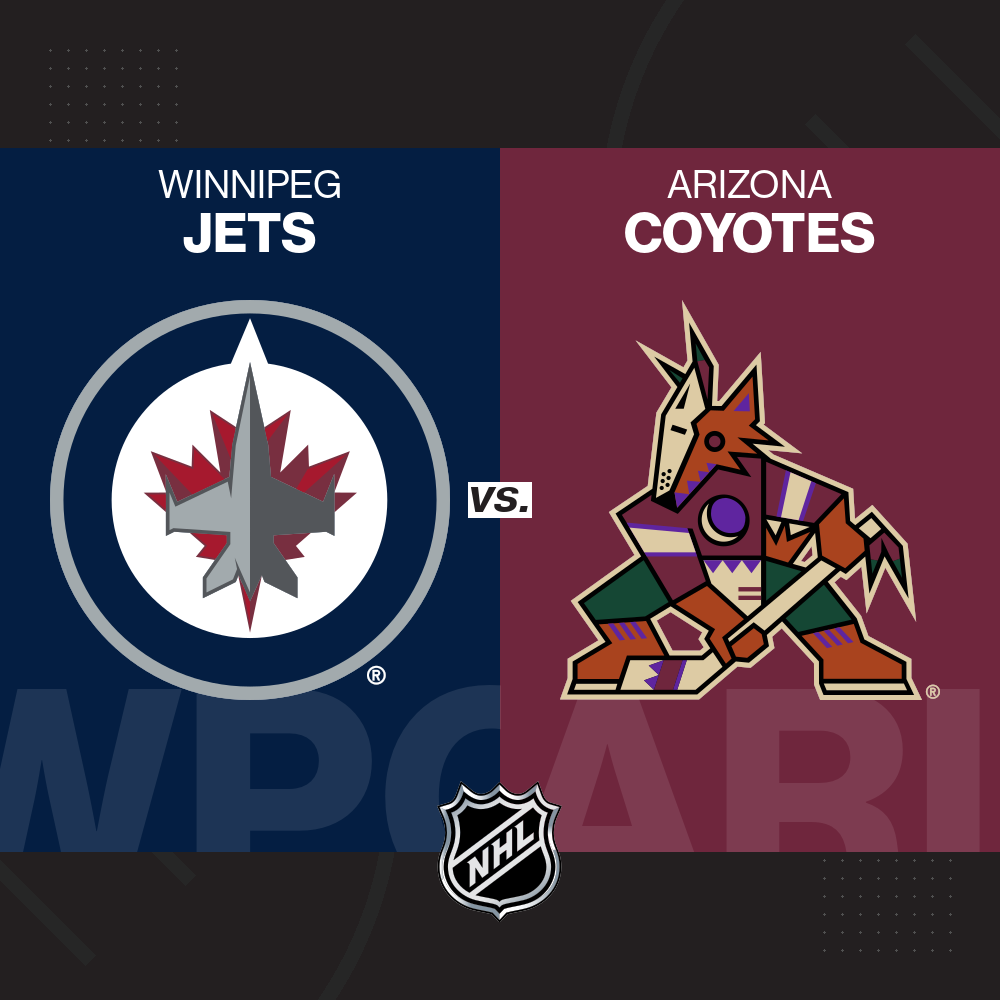 WINNIPEG
JETS
ARIZONA
COYOTES
VS.
®
®
WPG
ARI
NHL